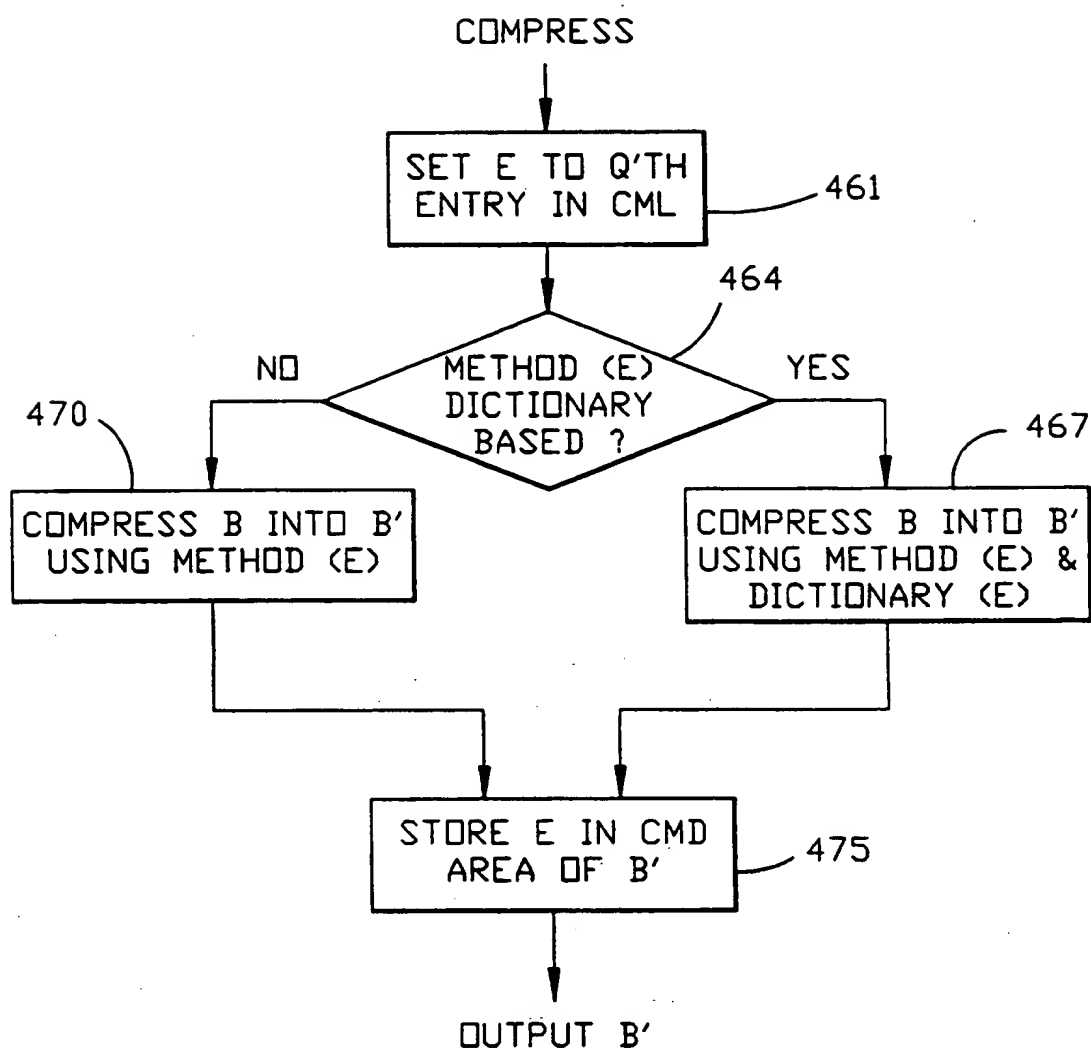 COMPRESS
SET E TO Q'TH
ENTRY IN CML
461
464
NO
METHOD (E)
DICTIONARY
BASED ?
YES
470
467
COMPRESS B INTO B'
USING METHOD (E)
COMPRESS B INTO B'
USING METHOD (E) &
DICTIONARY (E)
STORE E IN CMD
AREA OF B'
475
OUTPUT B'